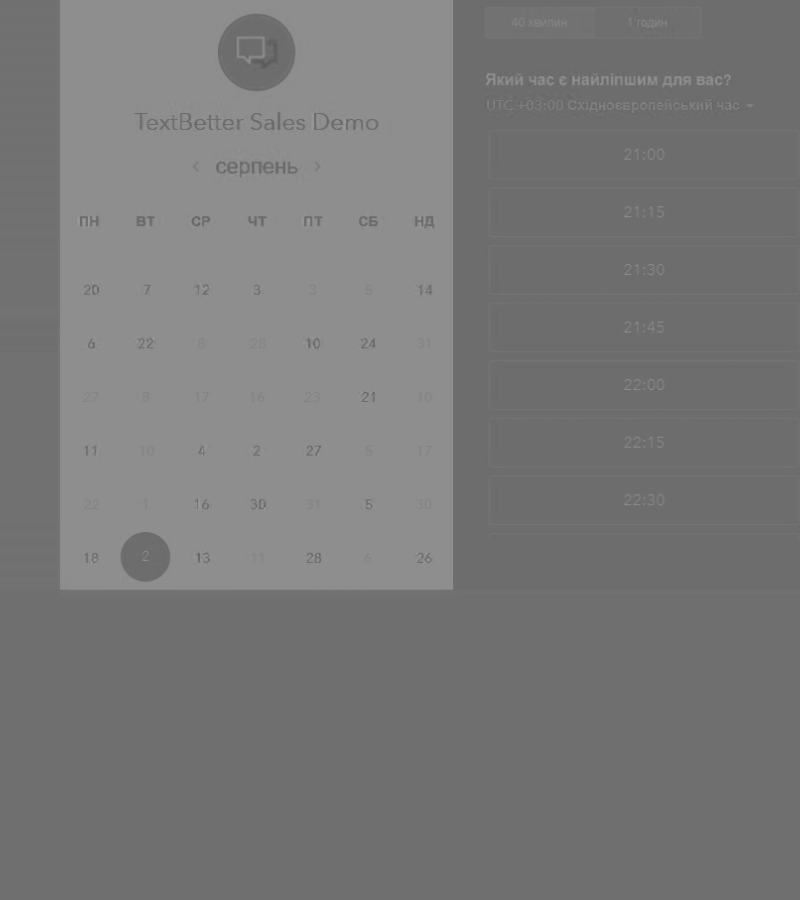 TextBetter Sales Demo
‹ серпень ›
ПН ВТ СР ЧТ ПТ СБ НД
20 7 12 3 3 5 14
6 22 8 28 10 24 31
27 8 17 16 23 21 10
11 10 4 2 27 5 17
22 1 16 30 31 5 30
18 2 13 11 28 6 26
40 хвилин 1 годин
Який час є найліпшим для вас?
UTC +03:00 Східноєвропейський час
21:00
21:15
21:30
21:45
22:00
22:15
22:30